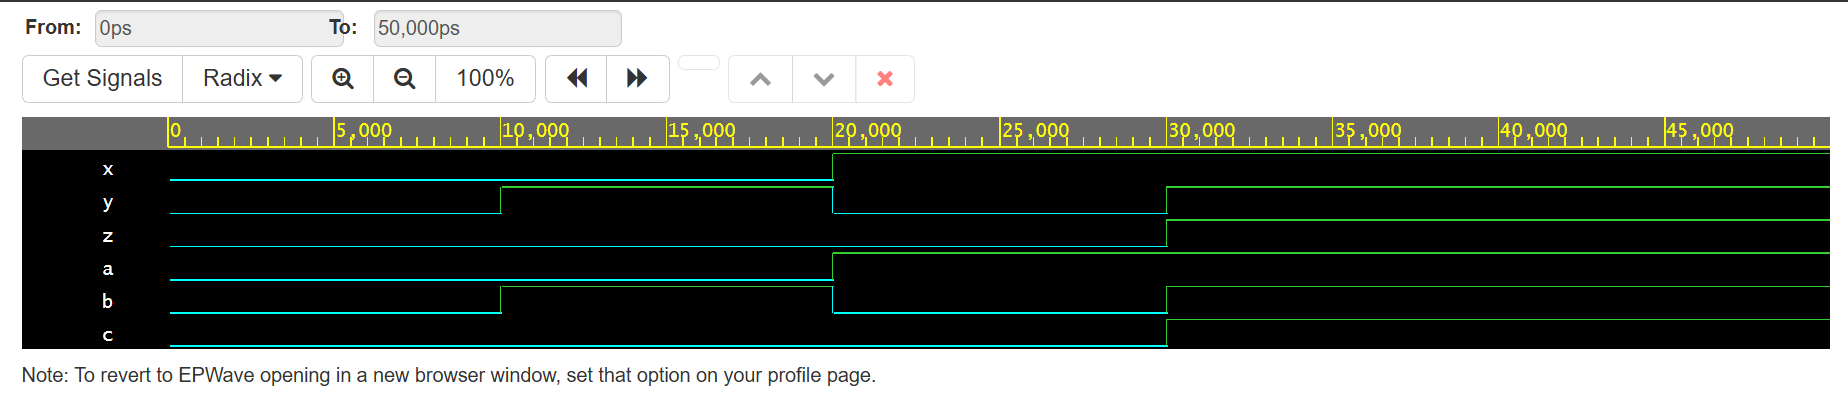 From: 0ps To: 50,000ps
Get Signals Radix 100%
0 5,000 10,000 15,000 20,000 25,000 30,000 35,000 40,000 45,000
x
y
z
a
b
c
Note: To revert to EPWave opening in a new browser window, set that option on your profile page.